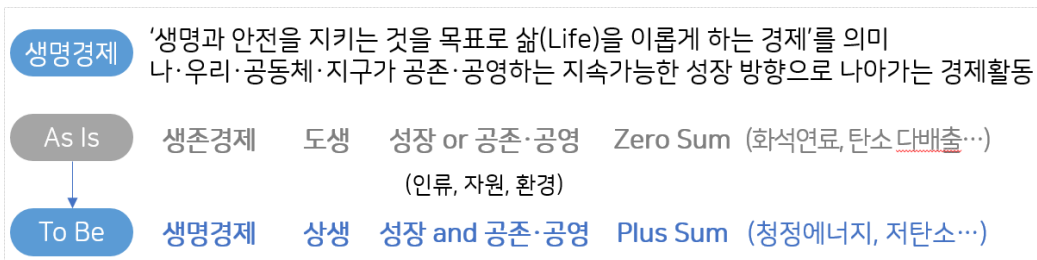 생명경제
'생명과 안전을 지키는 것을 목표로 삶(Life)을 이롭게 하는 경제'를 의미
나·우리·공동체·지구가 공존·공영하는 지속가능한 성장 방향으로 나아가는 경제활동
As Is 생존경제 도생 성장 or 공존·공영 Zero Sum (화석연료, 탄소 다배출…)
(인류, 자원, 환경)
To Be 생명경제 상생 성장 and 공존·공영 Plus Sum (청정에너지, 저탄소…)